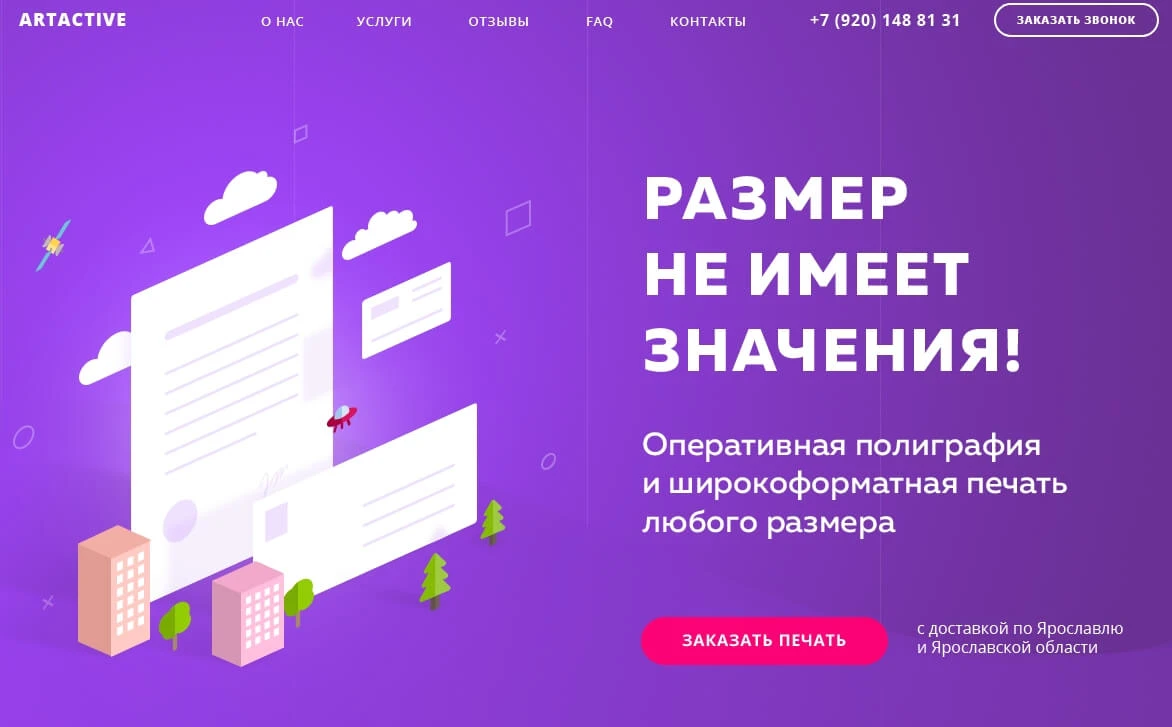 ARTACTIVE
О НАС
УСЛУГИ
ОТЗЫВЫ
FAQ
КОНТАКТЫ
+7 (920) 148 81 31
ЗАКАЗАТЬ ЗВОНОК
РАЗМЕР
НЕ ИМЕЕТ
ЗНАЧЕНИЯ!
Оперативная полиграфия
и широкоформатная печать
любого размера
ЗАКАЗАТЬ ПЕЧАТЬ
с доставкой по Ярославлю
и Ярославской области